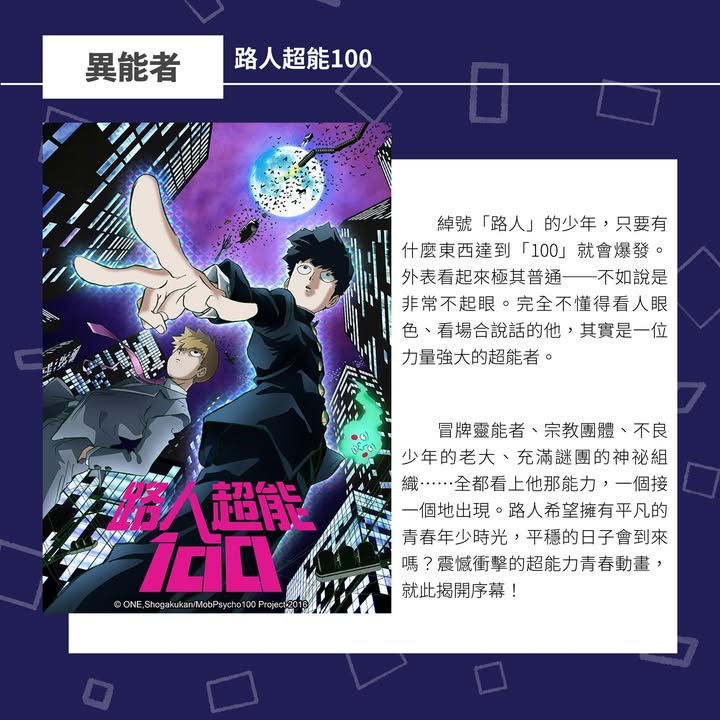 異能者
路人超能100
綽號「路人」的少年，只要有
什麼東西達到「100」就會爆發。
外表看起來極其普通——不如說是
非常不起眼。完全不懂得看人眼
色、看場合說話的他，其實是一位
力量強大的超能者。
冒牌靈能者、宗教團體、不良
少年的老大、充滿謎團的神祕組
織……全都看上他那能力，一個接
一個地出現。路人希望擁有平凡的
青春年少時光，平穩的日子會到來
嗎？震憾衝擊的超能力青春動畫，
就此揭開序幕！
路人超能
100
© ONE,Shogakukan/MobPsycho100 Project 2016